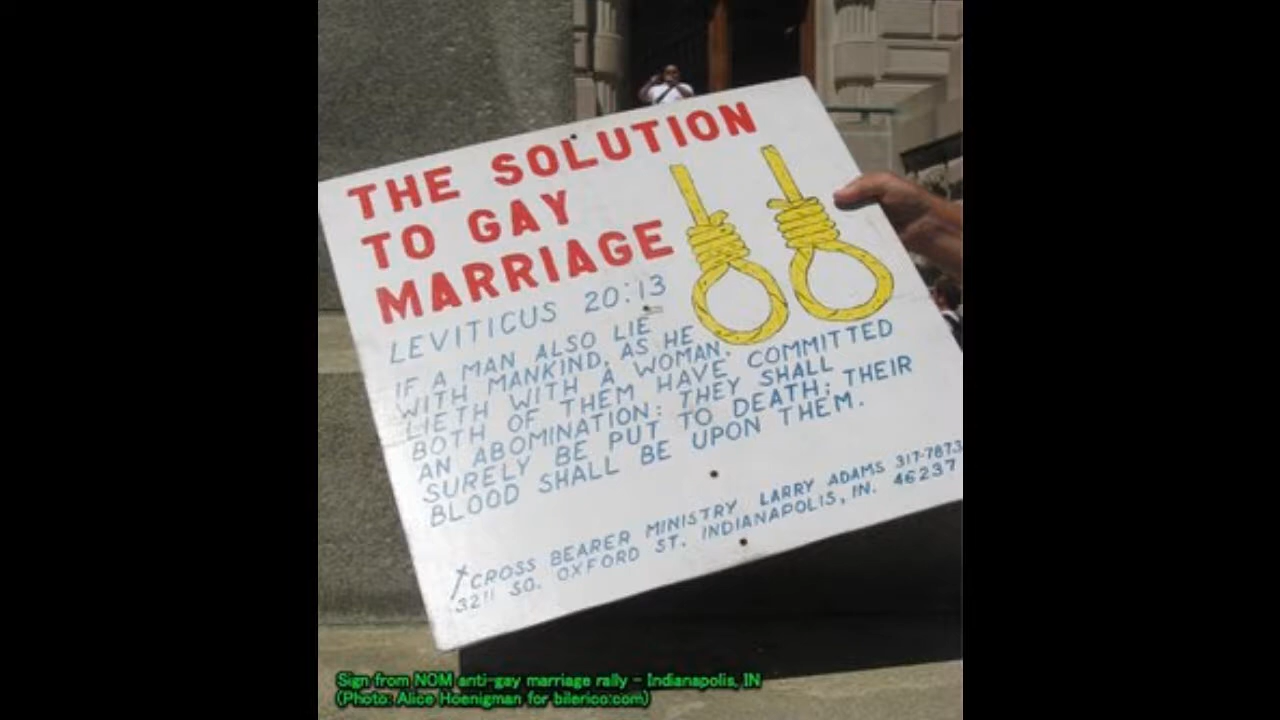 THE SOLUTION
TO GAY
MARRIAGE
LEVITICUS 20:13
IF A MAN ALSO LIE
WITH MANKIND, AS HE
LIETH WITH A WOMAN,
BOTH OF THEM HAVE COMMITTED
AN ABOMINATION: THEY SHALL
SURELY BE PUT TO DEATH; THEIR
BLOOD SHALL BE UPON THEM.
CROSS BEARER MINISTRY LARRY ADAMS 317-7873
3211 SO. OXFORD ST. INDIANAPOLIS, IN. 46237
Sign from NOM anti-gay marriage rally - Indianapolis, IN
(Photo: Alice Hoenigman for bilerico.com)